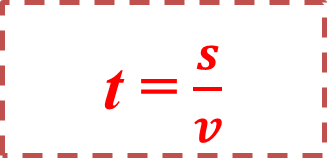 t = s/v